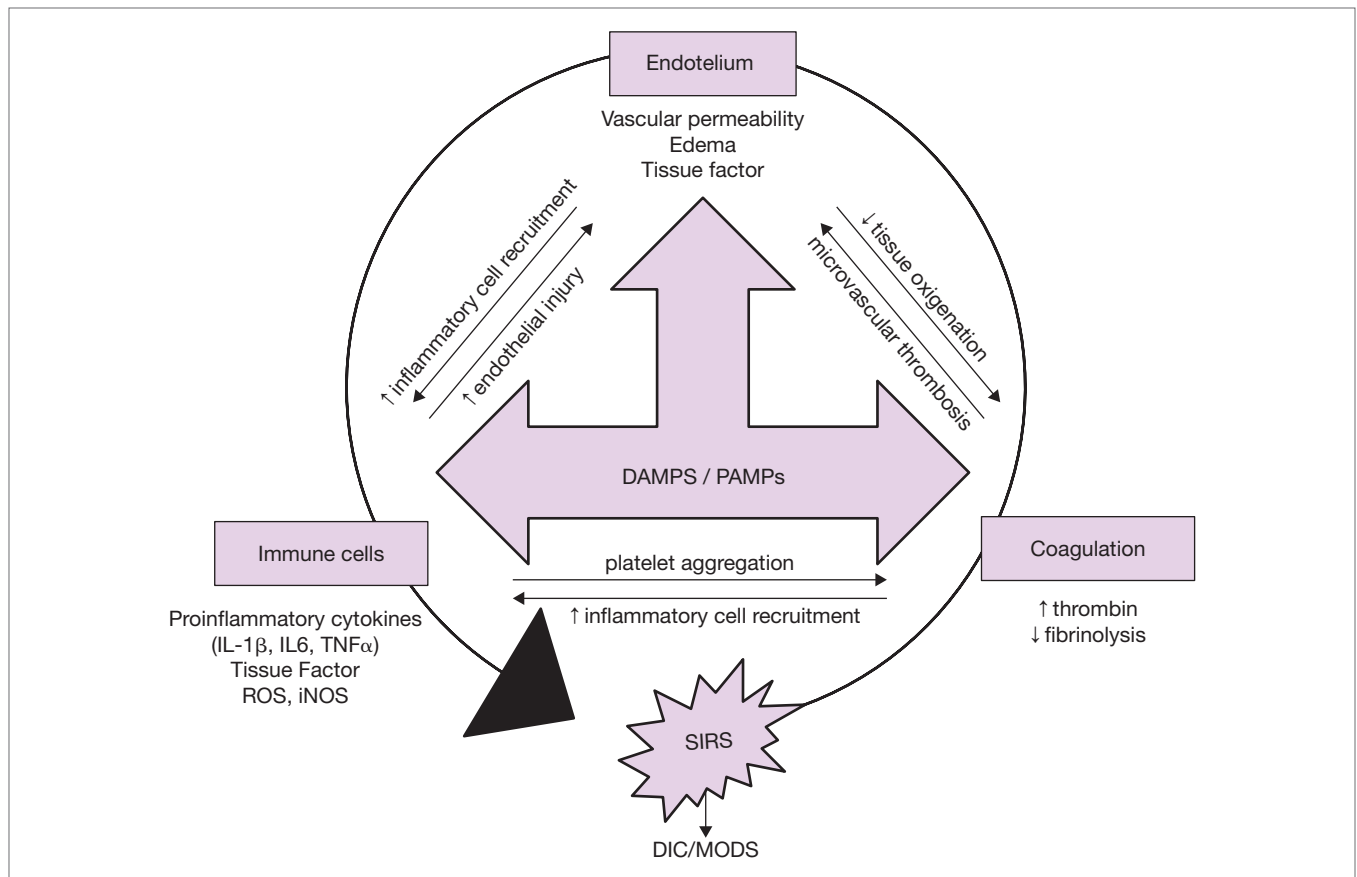 Endotelium
Vascular permeability
Edema
Tissue factor
↑ inflammatory cell recruitment
↑ endothelial injury
↓ tissue oxigenation
microvascular thrombosis
DAMPS / PAMPs
Immune cells
Proinflammatory cytokines
(IL-1β, IL6, TNFα)
Tissue Factor
ROS, iNOS
platelet aggregation
↑ inflammatory cell recruitment
Coagulation
↑ thrombin
↓ fibrinolysis
SIRS
DIC/MODS